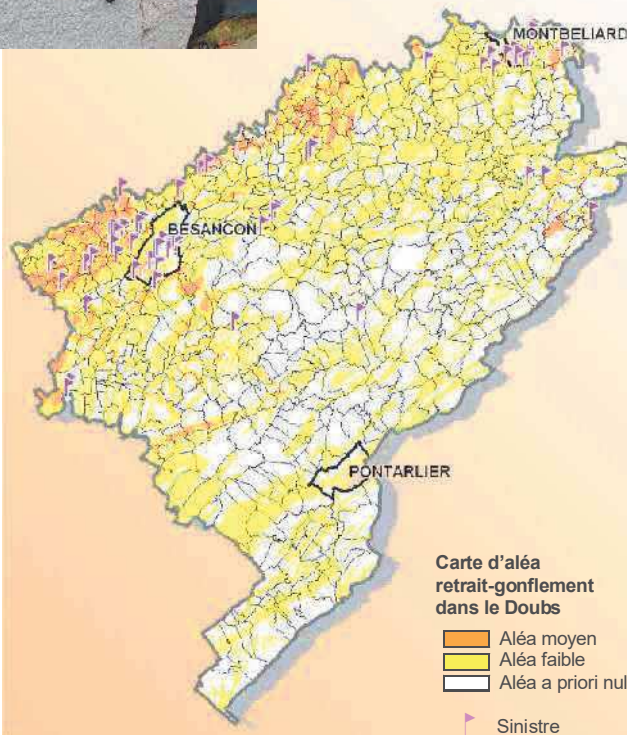 MONTBELIARD
BESANCON
PONTARLIER
Carte d'aléa
retrait-gonflement
dans le Doubs
Aléa moyen
Aléa faible
Aléa a priori nul
Sinistre